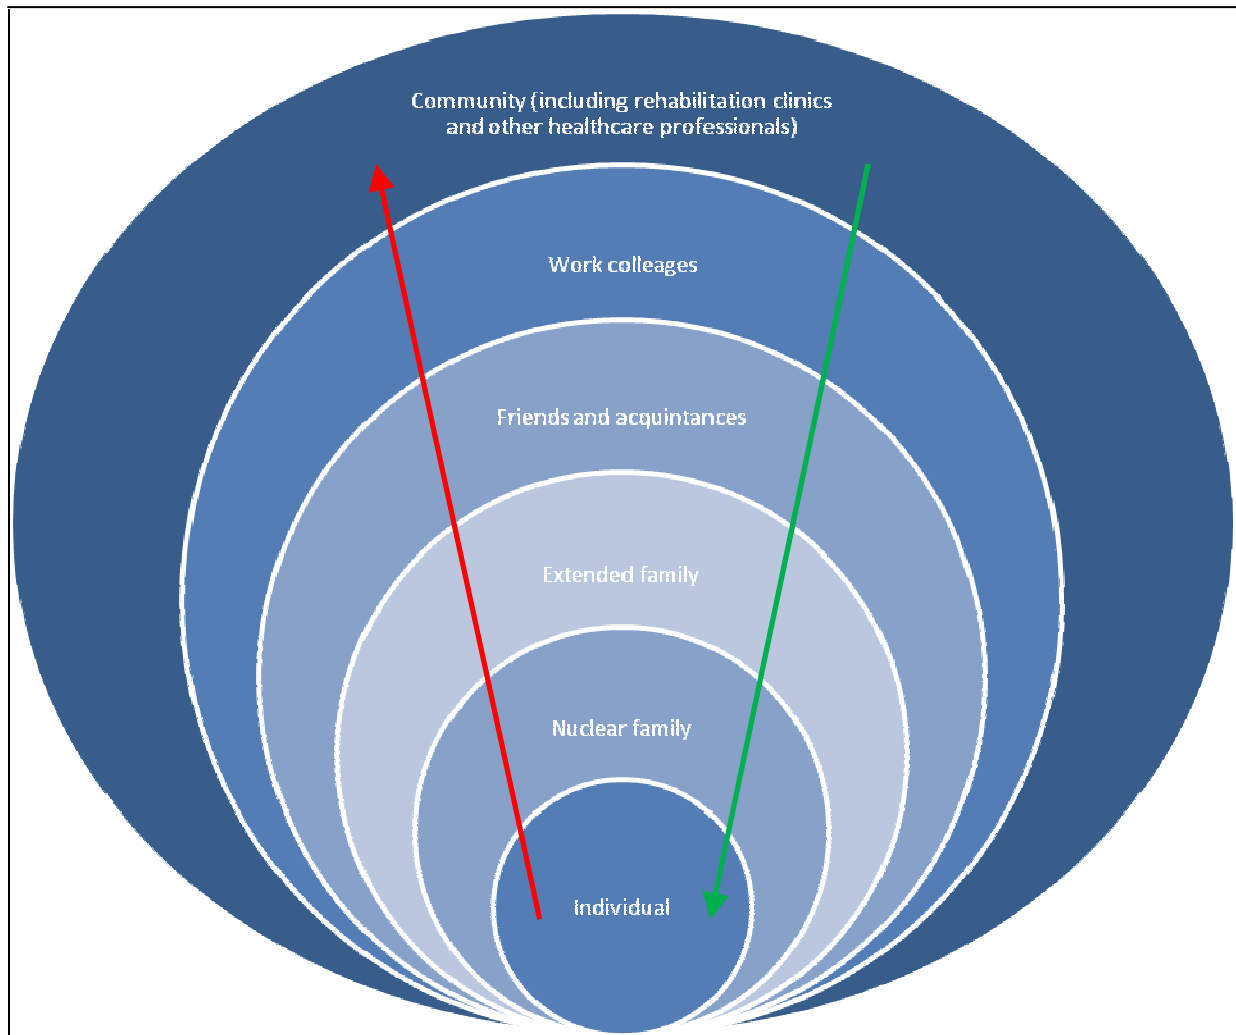 Community (including rehabilitation clinics
and other healthcare professionals)
Work colleages
Friends and acquintances
Extended family
Nuclear family
Individual